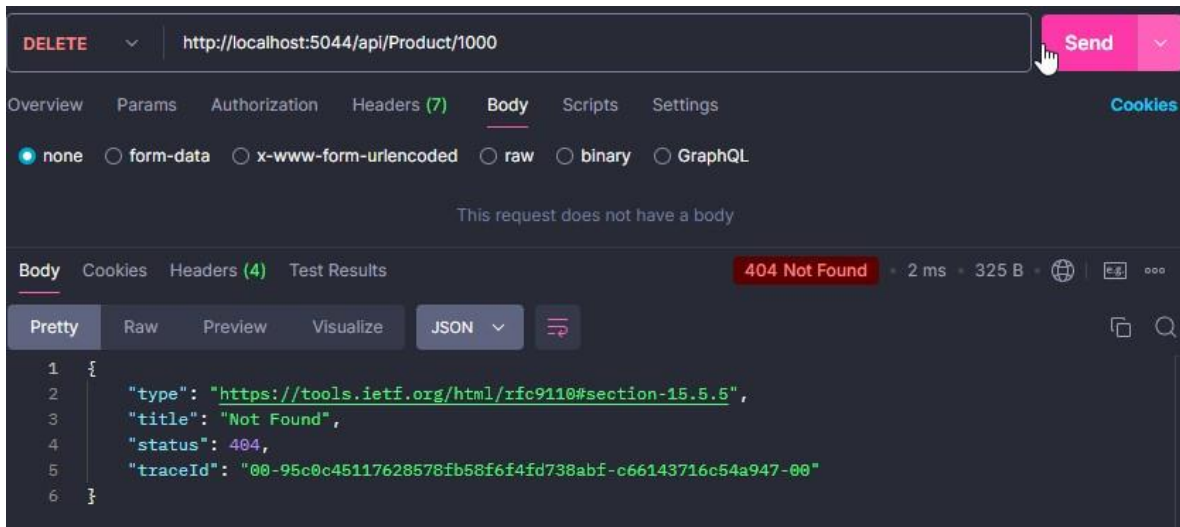 DELETE http://localhost:5044/api/Product/1000 Send
Overview Params Authorization Headers (7) Body Scripts Settings Cookies
none form-data x-www-form-urlencoded raw binary GraphQL
This request does not have a body
Body Cookies Headers (4) Test Results 404 Not Found 2 ms 325 B e.g.
Pretty Raw Preview Visualize JSON
1 {
2 "type": "https://tools.ietf.org/html/rfc9110#section-15.5.5",
3 "title": "Not Found",
4 "status": 404,
5 "traceId": "00-95c0c45117628578fb58f6f4fd738abf-c66143716c54a947-00"
6 }